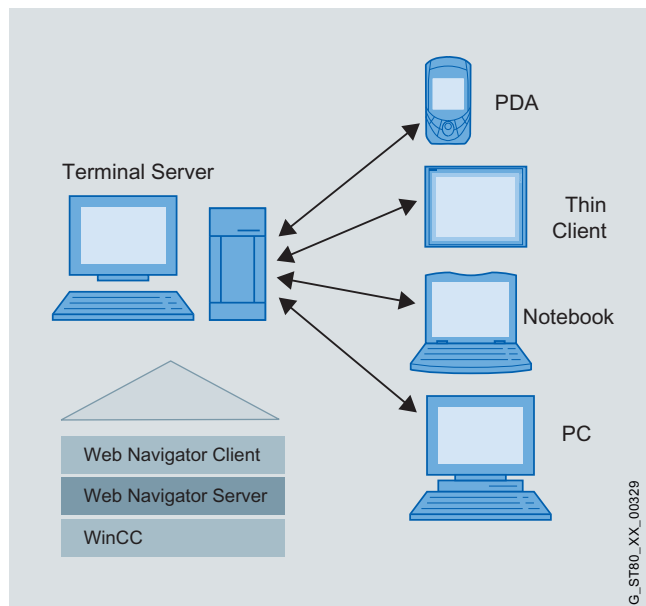 PDA
Terminal Server
Thin
Client
Notebook
PC
Web Navigator Client
Web Navigator Server
WinCC
G_ST80_XX_00329